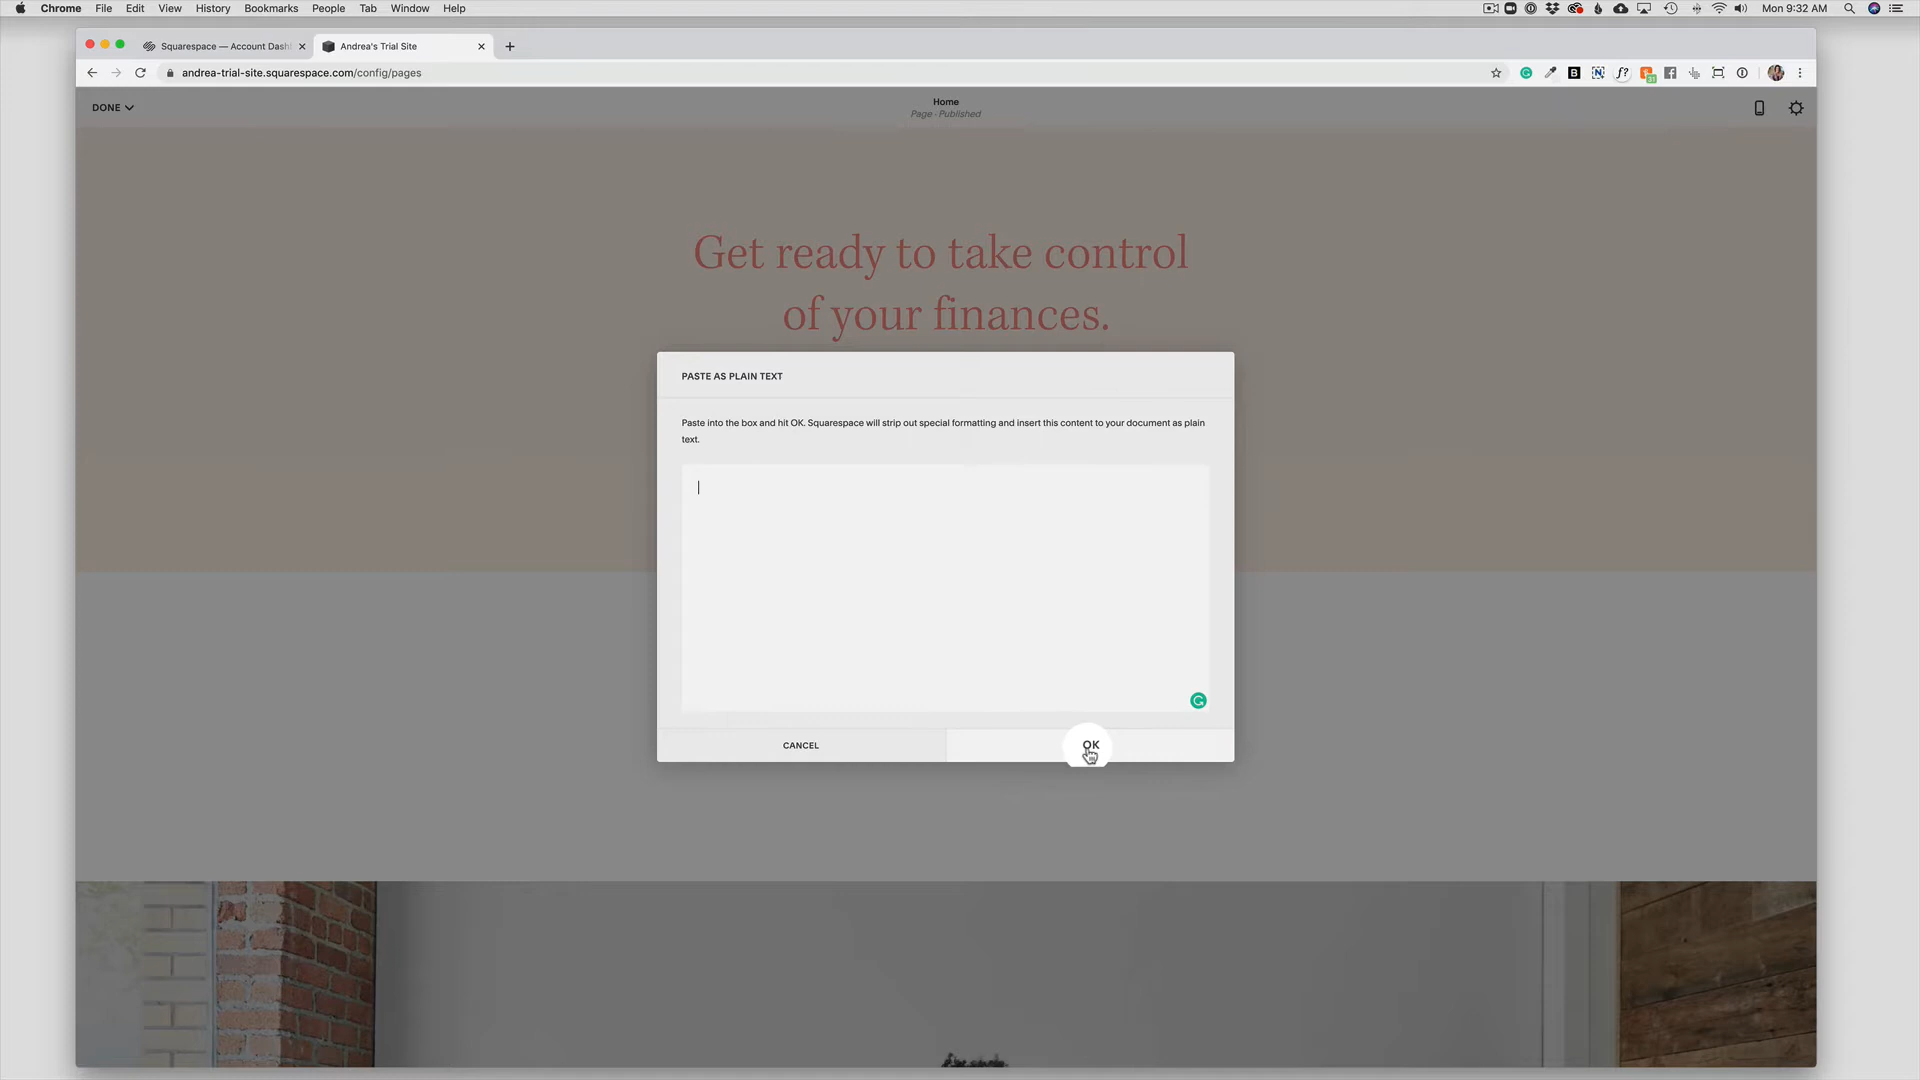 Chrome File Edit View History Bookmarks People Tab Window Help
Mon 9:32 AM
Squarespace — Account Dash
Andrea's Trial Site
andrea-trial-site.squarespace.com/config/pages
DONE
Home
Page · Published
Get ready to take control
of your finances.
PASTE AS PLAIN TEXT
Paste into the box and hit OK. Squarespace will strip out special formatting and insert this content to your document as plain
text.
CANCEL
OK